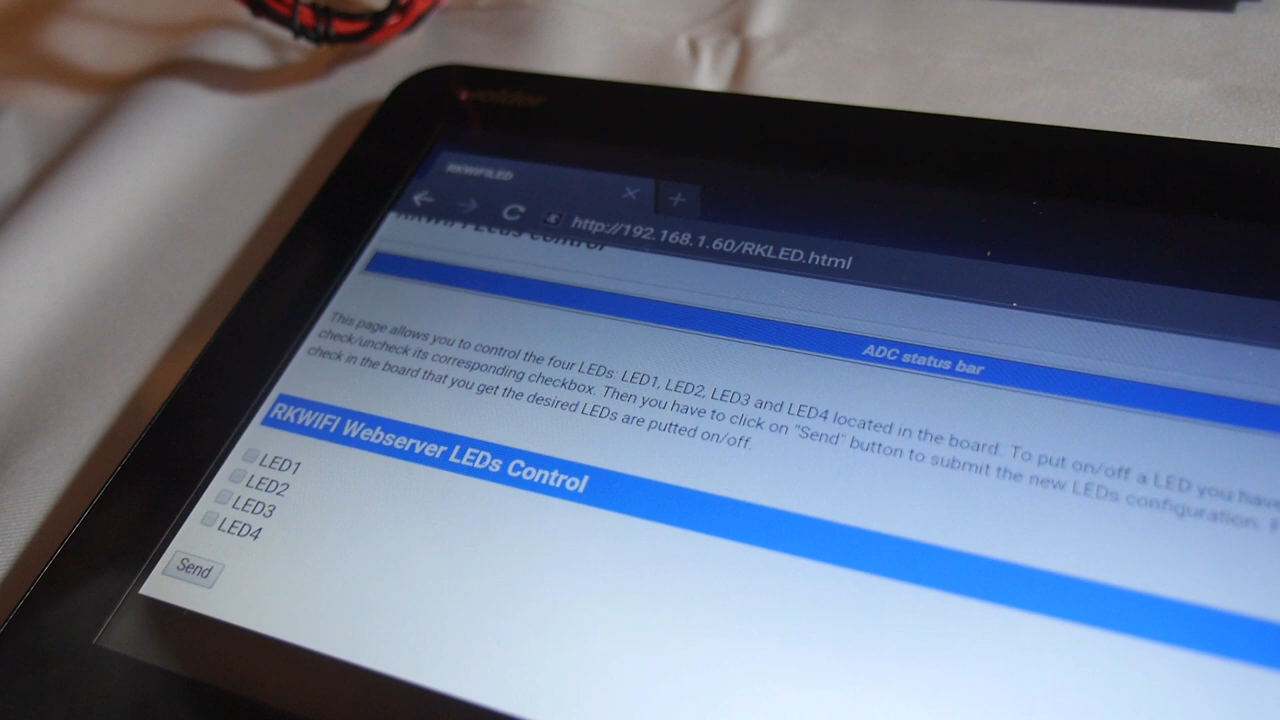 RKWIFILED
http://192.168.1.60/RKLED.html
RKWIFI Leds control
ADC status bar
This page allows you to control the four LEDs: LED1, LED2, LED3 and LED4 located in the board. To put on/off a LED you have
check/uncheck its corresponding checkbox. Then you have to click on "Send" button to submit the new LEDs configuration.
check in the board that you get the desired LEDs are putted on/off.
RKWIFI Webserver LEDs Control
LED1
LED2
LED3
LED4
Send